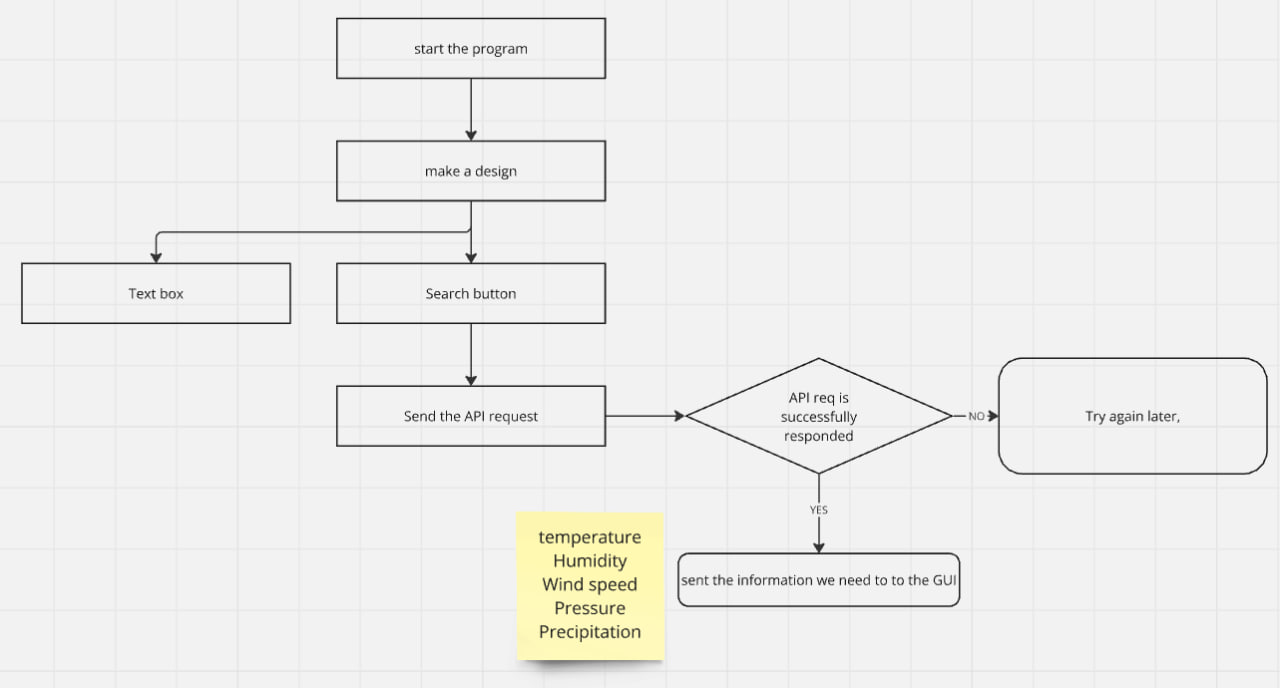 start the program
make a design
Text box
Search button
Send the API request
API req is
successfully
responded
NO
Try again later,
YES
temperature
Humidity
Wind speed
Pressure
Precipitation
sent the information we need to to the GUI